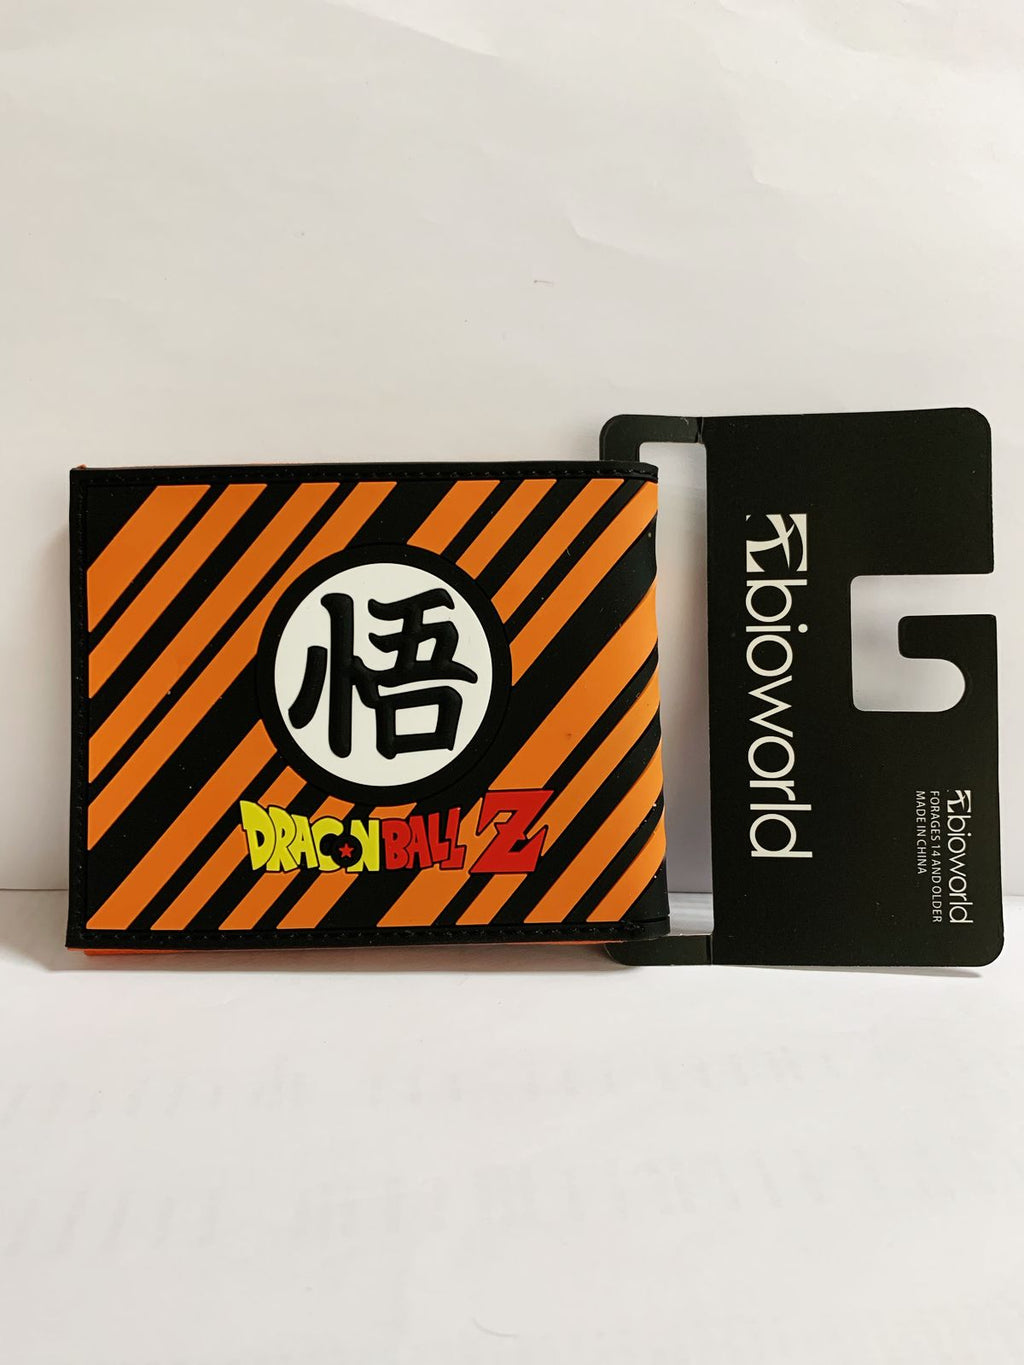 悟
DRAGON BALL Z
bioworld
bioworld
FOR AGES 14 AND OLDER
MADE IN CHINA